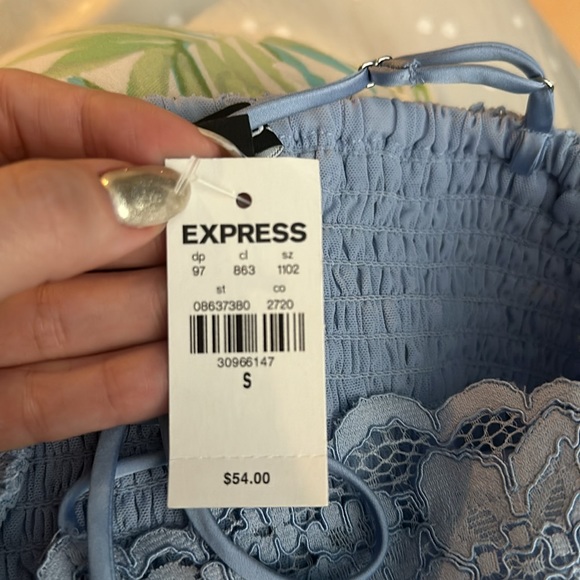 EXPRESS
dp cl sz
97 863 1102
st co
08637380 2720
30966147
S
$54.00